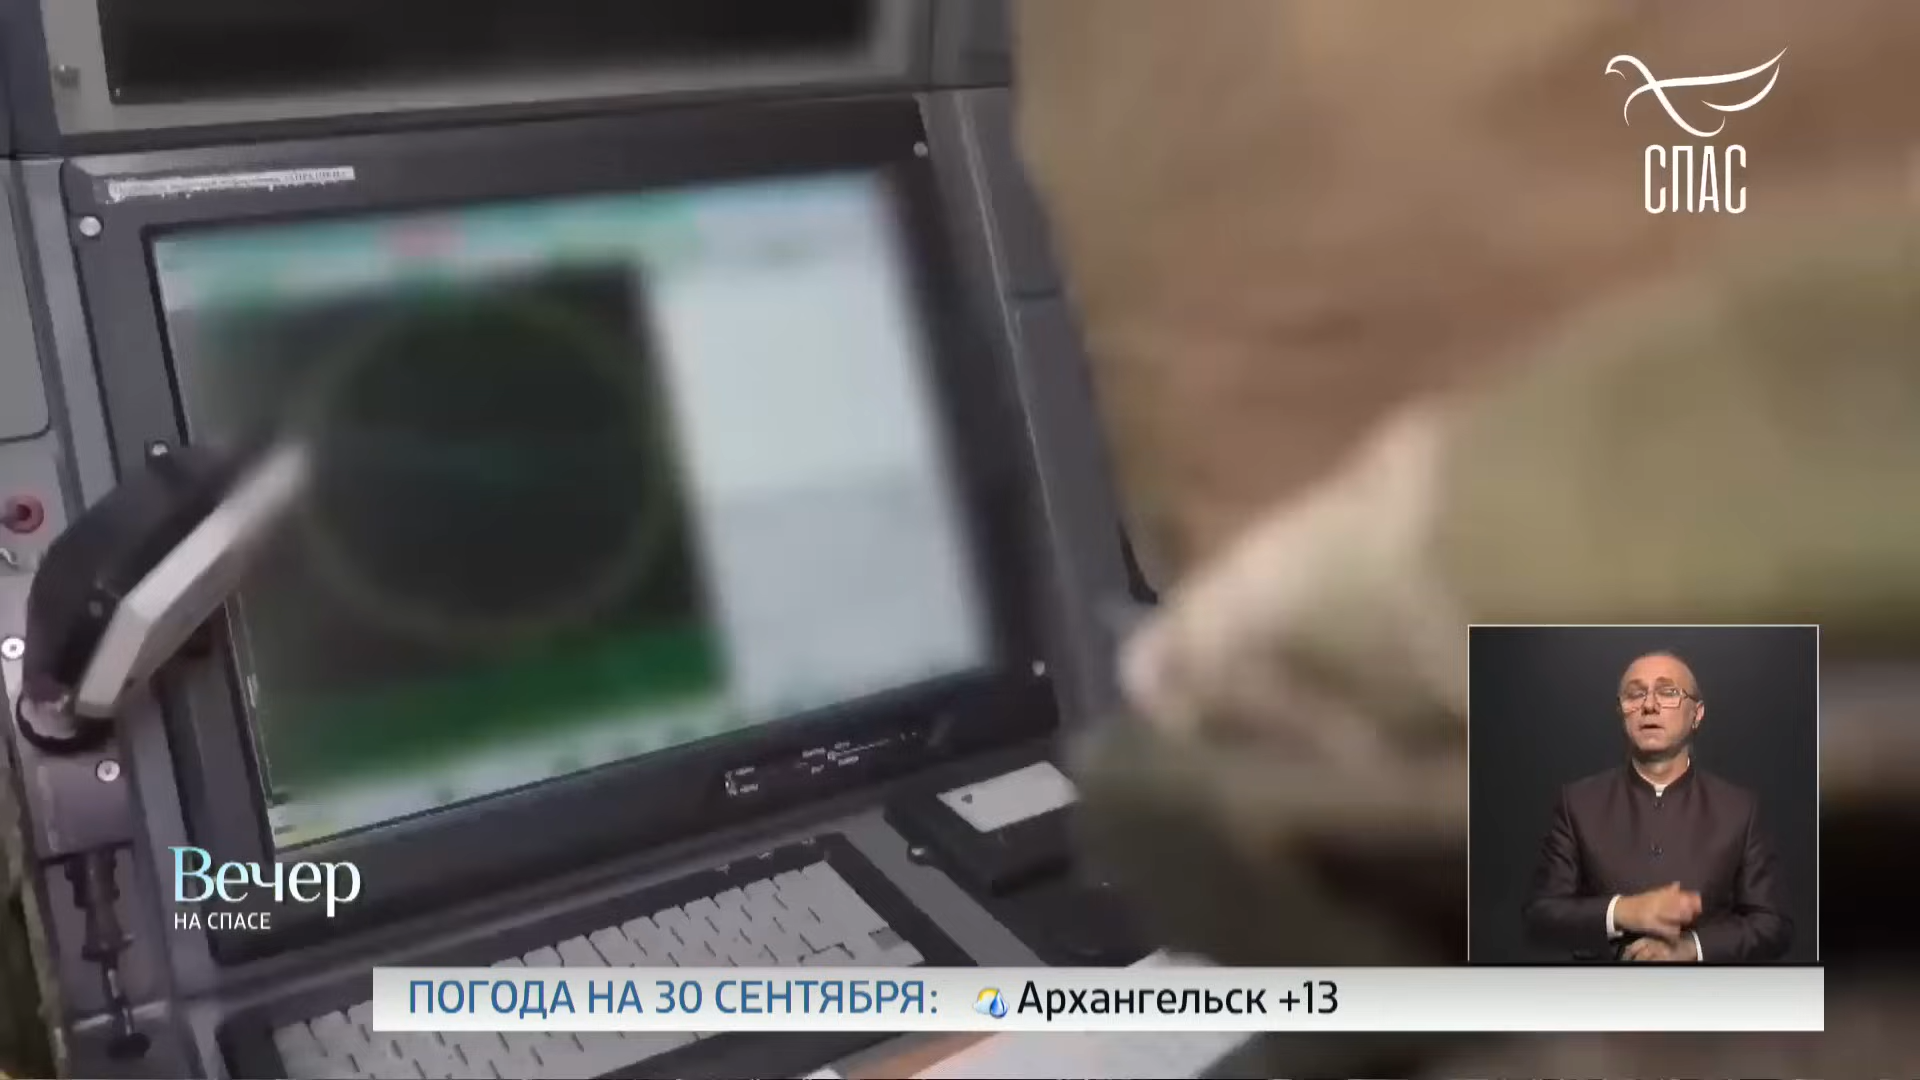 СПАС
Вечер
НА СПАСЕ
ПОГОДА НА 30 СЕНТЯБРЯ: Архангельск +13